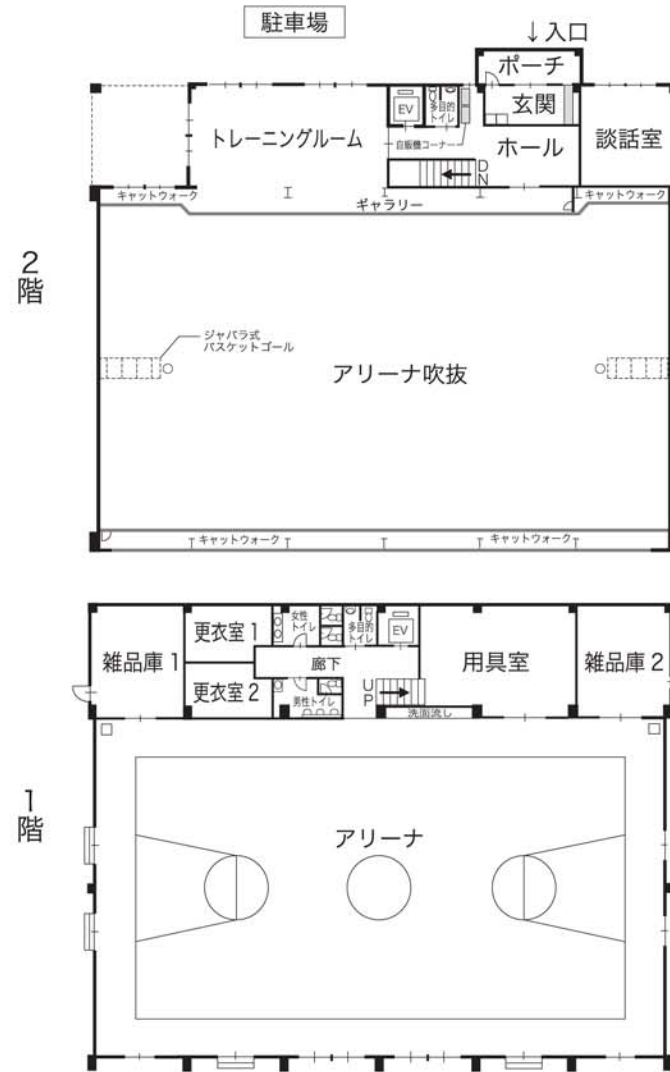 駐車場
↓入口
ポーチ
玄関
EV
多目的
トイレ
トレーニングルーム
自販機コーナー
ホール
談話室
DN
キャットウォーク
キャットウォーク
ギャラリー
2階
ジャバラ式
バスケットゴール
アリーナ吹抜
キャットウォーク
キャットウォーク
雑品庫1
更衣室1
女性
トイレ
多目的
トイレ
EV
用具室
雑品庫2
廊下
更衣室2
男性トイレ
UP
洗面流し
1階
アリーナ